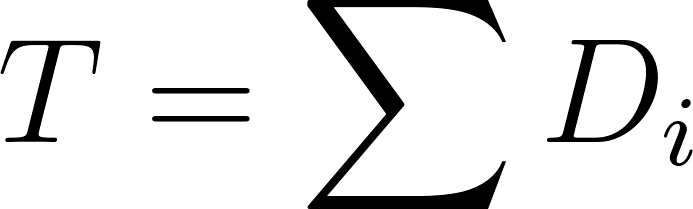 T = ∑ D_i